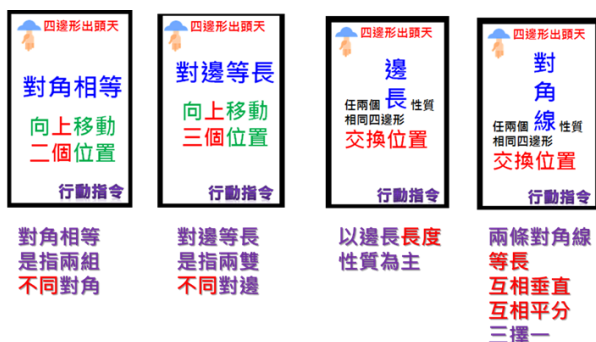 四邊形出頭天
對角相等
向上移動
二個位置
行動指令
對角相等
是指兩組
不同對角
四邊形出頭天
對邊等長
向上移動
三個位置
行動指令
對邊等長
是指兩雙
不同對邊
四邊形出頭天
邊
任兩個 長 性質
相同四邊形
交換位置
行動指令
以邊長長度
性質為主
四邊形出頭天
對
角
任兩個 線 性質
相同四邊形
交換位置
行動指令
兩條對角線
等長
互相垂直
互相平分
三擇一